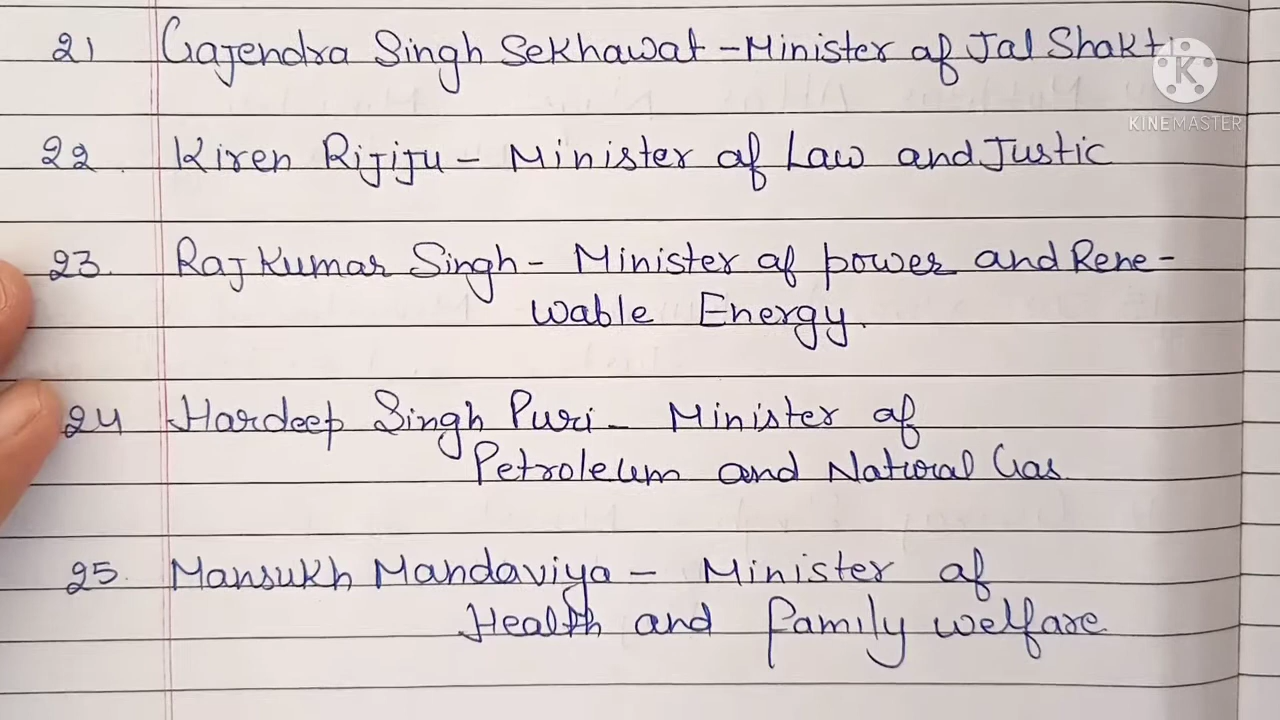 21 Gajendra Singh Sekhawat - Minister of Jal Shakti
KINEMASTER
22. Kiren Rijiju - Minister of Law and Justic
23. Raj Kumar Singh - Minister of power and Rene-
wable Energy.
24 Hardeep Singh Puri - Minister of
Petroleum and Natural Gas
25. Mansukh Mandaviya - Minister of
Health and family welfare